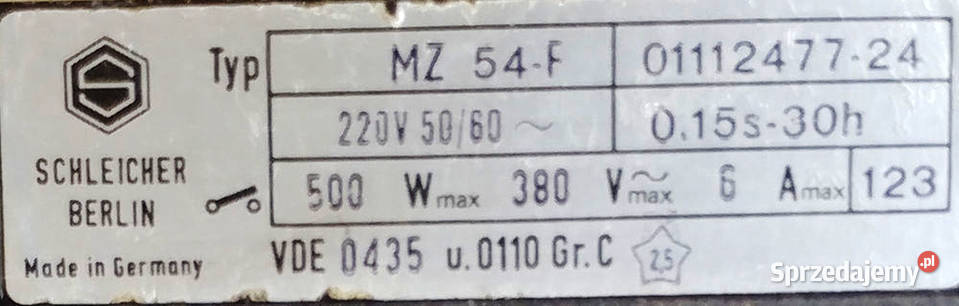 Typ MZ 54-F 01112477-24
220V 50/60 ~ 0.15s-30h
SCHLEICHER
BERLIN
500 Wmax 380 V~max 6 Amax 123
Made in Germany
VDE 0435 u.0110 Gr.C 2,5
Sprzedajemy.pl